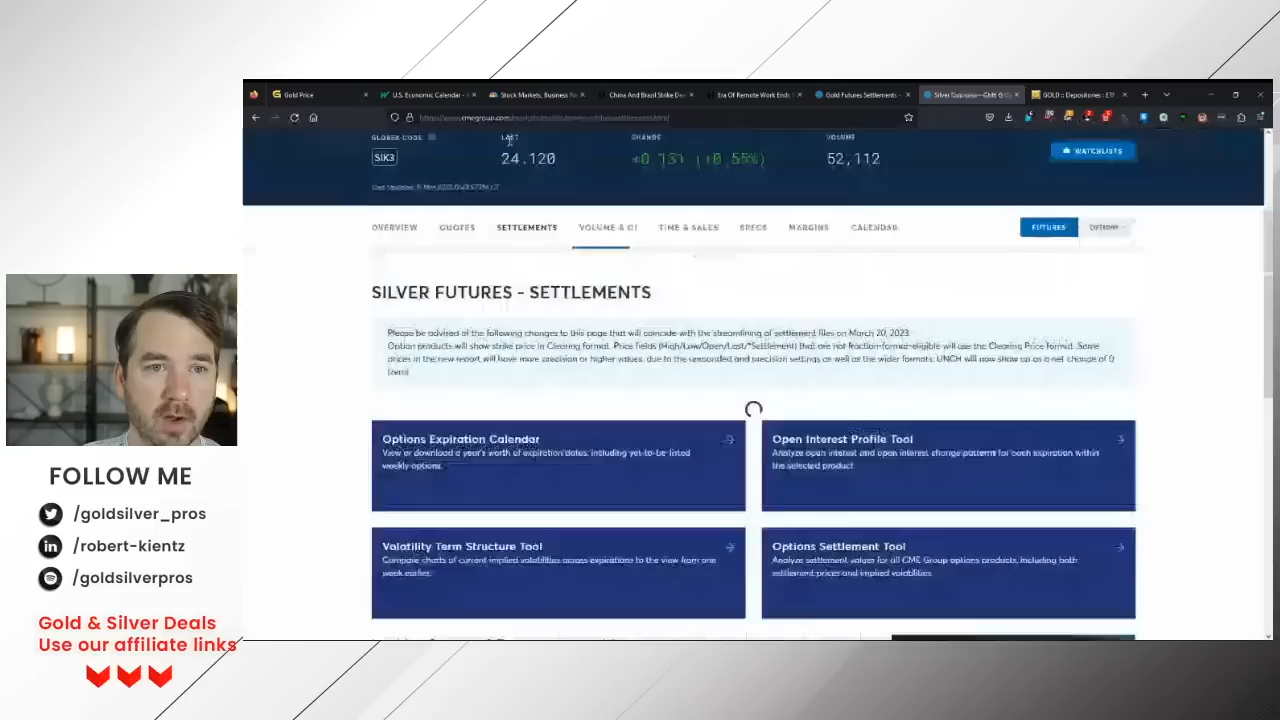 Gold Price
U.S. Economic Calendar -
Stock Markets, Business Ne
China And Brazil Strike De
Era Of Remote Work Ends
Gold Futures Settlements -
GOLD :: Depositories : ETF
GLOBEX CODE
LAST
CHANGE
VOLUME
SIK3
24.120
52,112
WATCHLISTS
OVERVIEW
QUOTES
SETTLEMENTS
VOLUME & OI
TIME & SALES
SPECS
MARGINS
CALENDAR
FUTURES
OPTIONS
SILVER FUTURES - SETTLEMENTS
Please be advised of the following changes to this page that will coincide with the streamlining of settlement files on March 20, 2023.
Option products will show strike price in Clearing format. Price fields (High/Low/Open/Last/*Settlement) that are not fraction-format-eligible will use the Clearing Price format. Some
prices in the new report will have more precision or higher values, due to the unrounded and precision settings as well as the wider formats. UNCH will now show up as a net change of 0
(zero)
Options Expiration Calendar
View or download a year's worth of expiration dates, including yet-to-be listed
weekly options.
Open Interest Profile Tool
Analyze open interest and open interest change patterns for each expiration within
the selected product
Volatility Term Structure Tool
Compare charts of current implied volatilities across expirations to the view from one
week earlier.
Options Settlement Tool
Analyze settlement values for all CME Group options products, including both
settlement prices and implied volatilities.
FOLLOW ME
/goldsilver_pros
/robert-kientz
/goldsilverpros
Gold & Silver Deals
Use our affiliate links